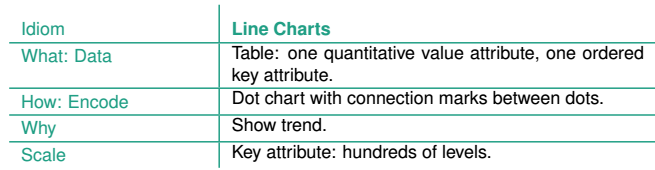 Idiom Line Charts
What: Data Table: one quantitative value attribute, one ordered
key attribute.
How: Encode Dot chart with connection marks between dots.
Why Show trend.
Scale Key attribute: hundreds of levels.